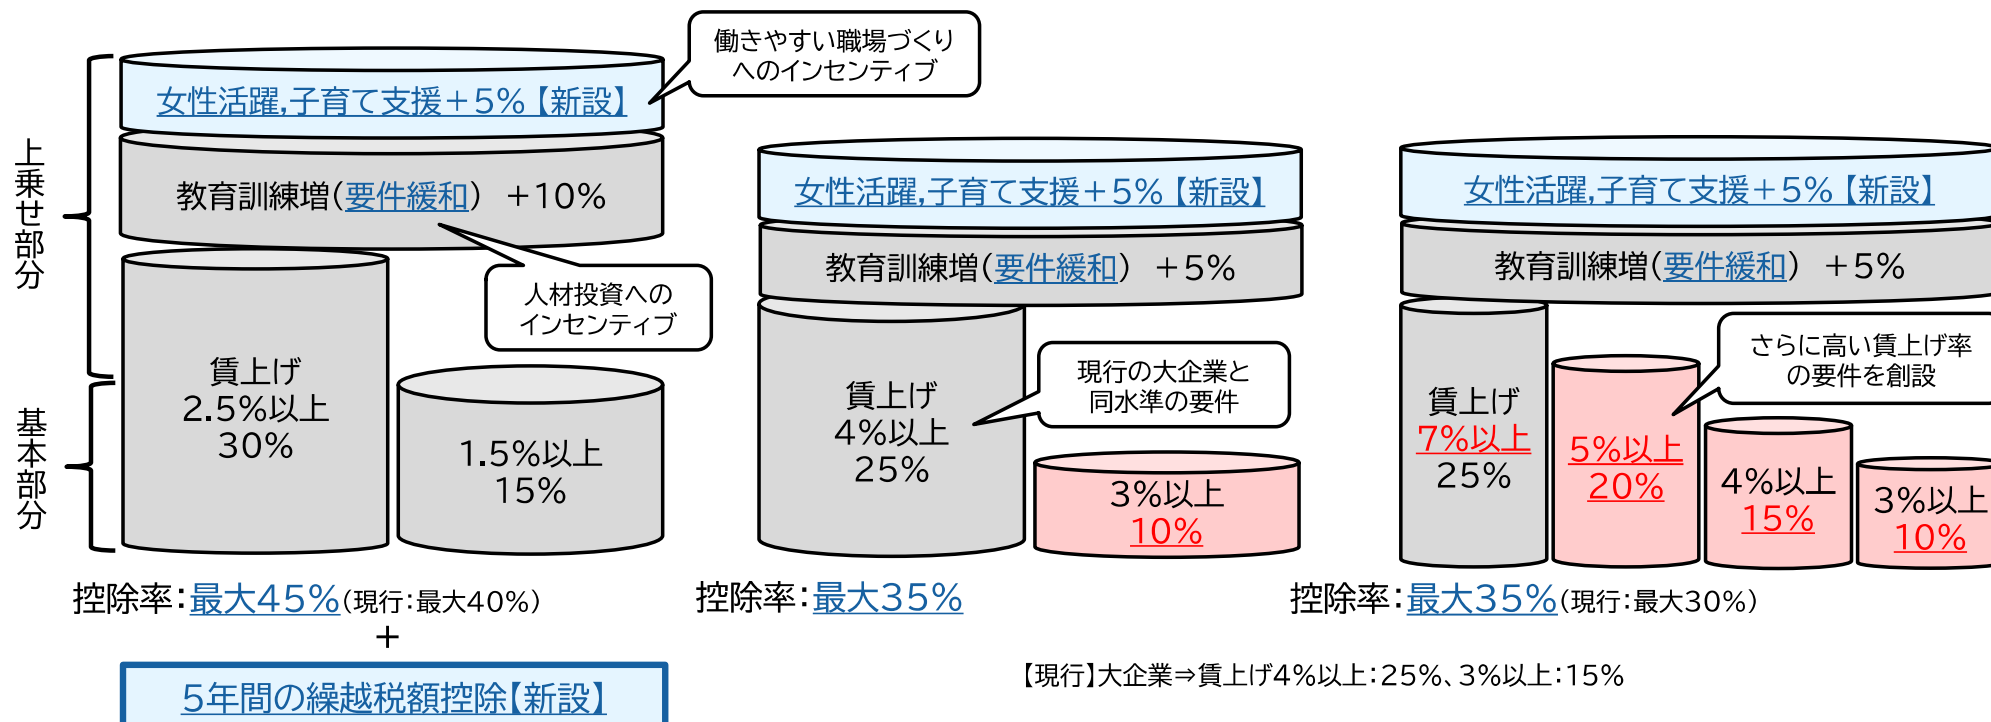 働きやすい職場づくり
へのインセンティブ
女性活躍,子育て支援+5%【新設】
教育訓練増(要件緩和) +10%
人材投資への
インセンティブ
上乗せ部分
基本部分
賃上げ
2.5%以上
30%
1.5%以上
15%
控除率:最大45%(現行:最大40%)
+
5年間の繰越税額控除【新設】
女性活躍,子育て支援+5%【新設】
教育訓練増(要件緩和) +5%
賃上げ
4%以上
25%
現行の大企業と
同水準の要件
3%以上
10%
控除率:最大35%
女性活躍,子育て支援+5%【新設】
教育訓練増(要件緩和) +5%
さらに高い賃上げ率
の要件を創設
賃上げ
7%以上
25%
5%以上
20%
4%以上
15%
3%以上
10%
控除率:最大35%(現行:最大30%)
【現行】大企業⇒賃上げ4%以上:25%、3%以上:15%